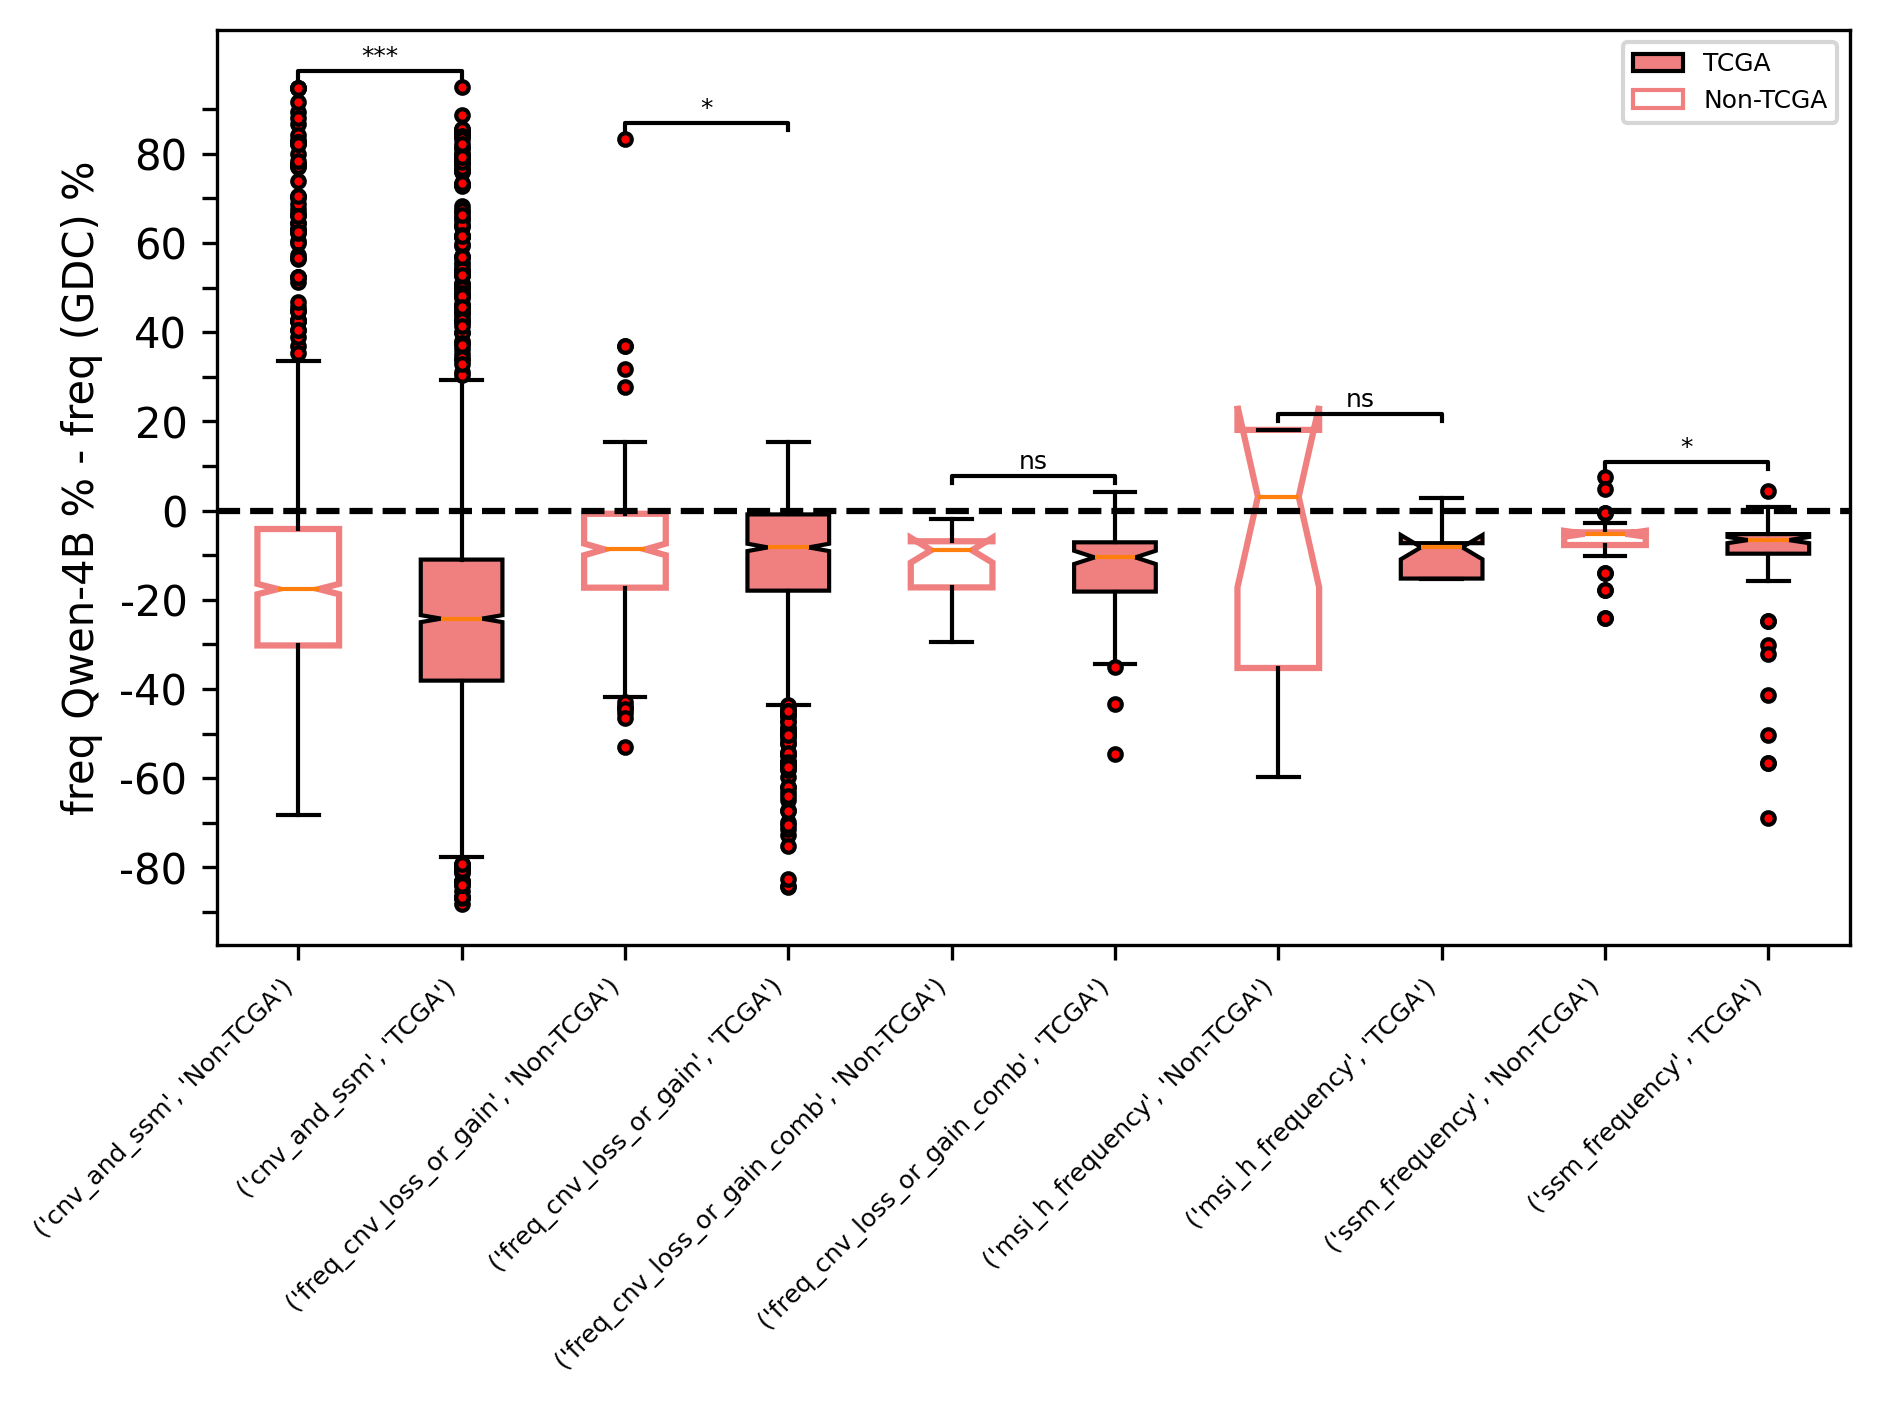 ***
*
ns
ns
*
TCGA
Non-TCGA
freq Qwen-4B % - freq (GDC) %
80
60
40
20
0
-20
-40
-60
-80
('cnv_and_ssm', 'Non-TCGA')
('cnv_and_ssm', 'TCGA')
('freq_cnv_loss_or_gain', 'Non-TCGA')
('freq_cnv_loss_or_gain', 'TCGA')
('freq_cnv_loss_or_gain_comb', 'Non-TCGA')
('freq_cnv_loss_or_gain_comb', 'TCGA')
('msi_h_frequency', 'Non-TCGA')
('msi_h_frequency', 'TCGA')
('ssm_frequency', 'Non-TCGA')
('ssm_frequency', 'TCGA')